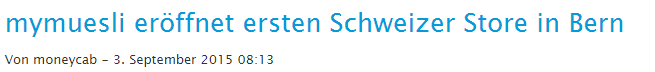 mymuesli eröffnet ersten Schweizer Store in Bern
Von moneycab - 3. September 2015 08:13